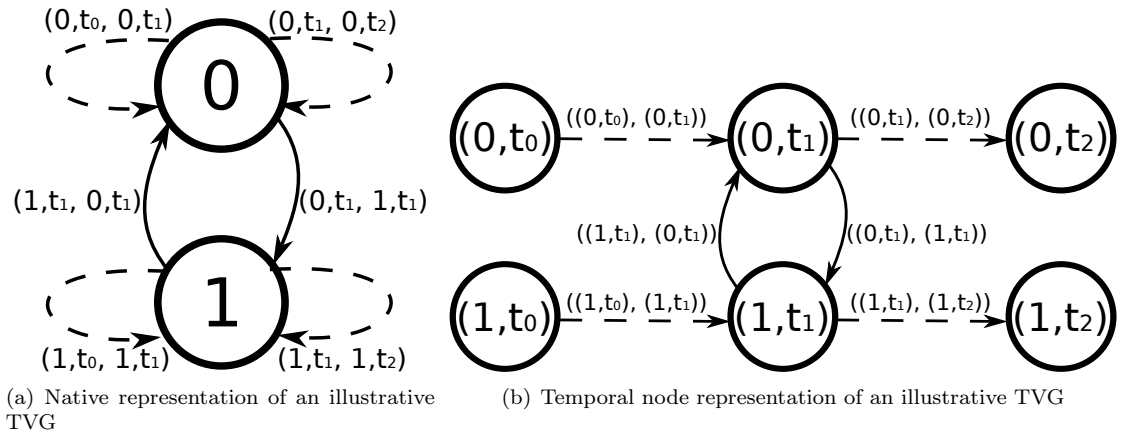 (0,t₀, 0,t₁)
(0,t₁, 0,t₂)
0
(1,t₁, 0,t₁)
(0,t₁, 1,t₁)
1
(1,t₀, 1,t₁)
(1,t₁, 1,t₂)
(a) Native representation of an illustrative
TVG
(0,t₀)
((0,t₀), (0,t₁))
(0,t₁)
((0,t₁), (0,t₂))
(0,t₂)
((1,t₁), (0,t₁))
((0,t₁), (1,t₁))
(1,t₀)
((1,t₀), (1,t₁))
(1,t₁)
((1,t₁), (1,t₂))
(1,t₂)
(b) Temporal node representation of an illustrative TVG